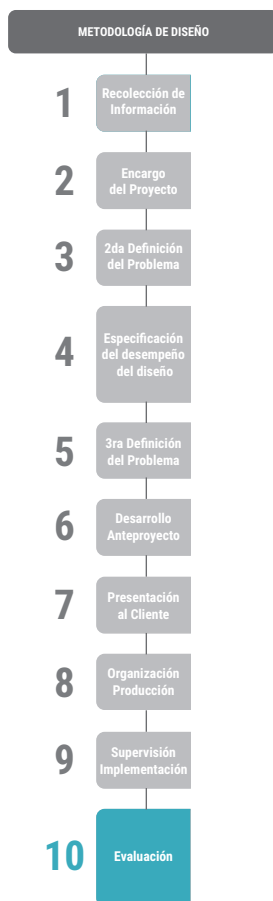 METODOLOGÍA DE DISEÑO
1
Recolección de
Información
2
Encargo
del Proyecto
3
2da Definición
del Problema
4
Especificación
del desempeño
del diseño
5
3ra Definición
del Problema
6
Desarrollo
Anteproyecto
7
Presentación
al Cliente
8
Organización
Producción
9
Supervisión
Implementación
10
Evaluación